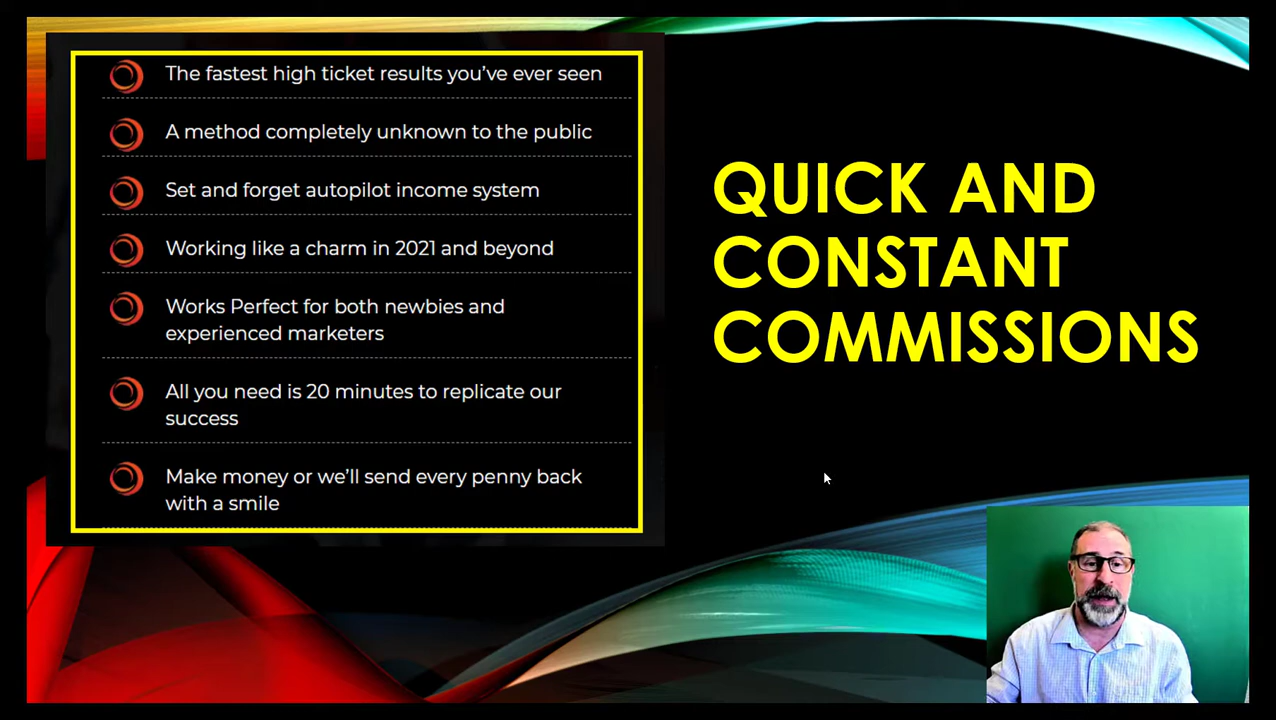 The fastest high ticket results you've ever seen
A method completely unknown to the public
Set and forget autopilot income system
Working like a charm in 2021 and beyond
Works Perfect for both newbies and
experienced marketers
All you need is 20 minutes to replicate our
success
Make money or we'll send every penny back
with a smile
QUICK AND
CONSTANT
COMMISSIONS